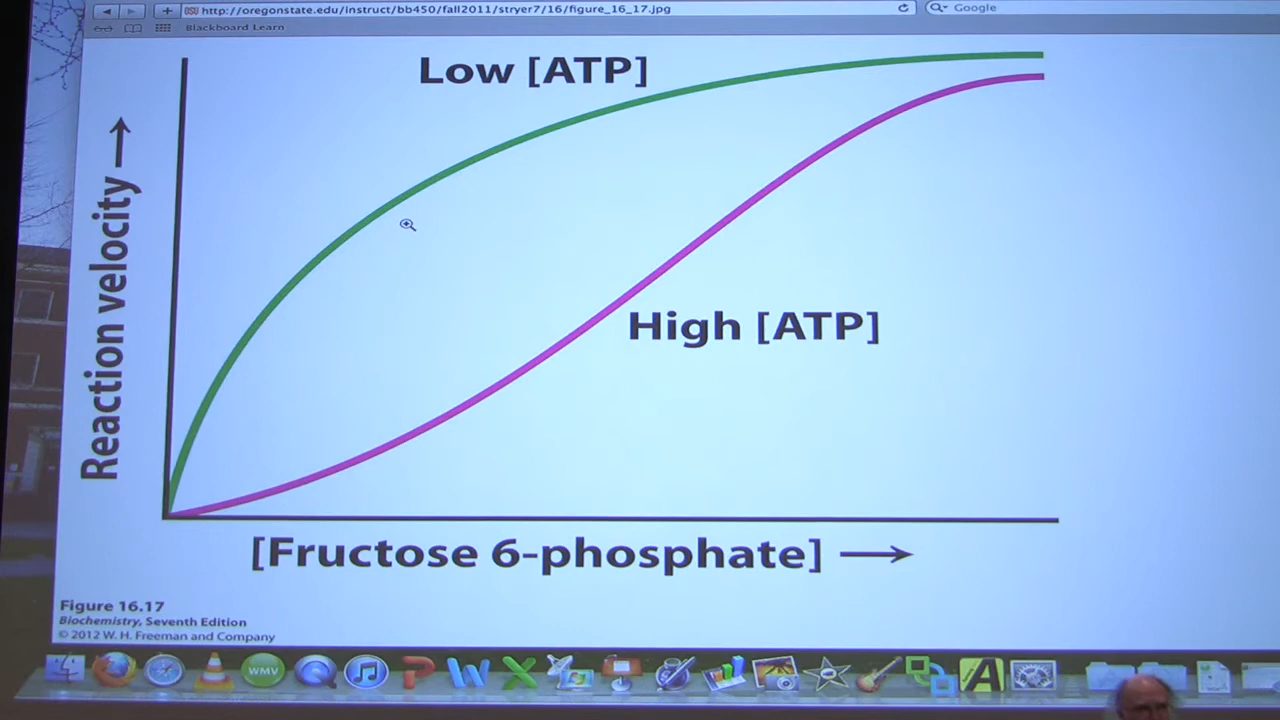 http://oregonstate.edu/instruct/bb450/fall2011/stryer7/16/figure_16_17.jpg
Google
Blackboard Learn
Low [ATP]
Reaction velocity →
High [ATP]
[Fructose 6-phosphate] →
Figure 16.17
Biochemistry, Seventh Edition
© 2012 W. H. Freeman and Company
WMV